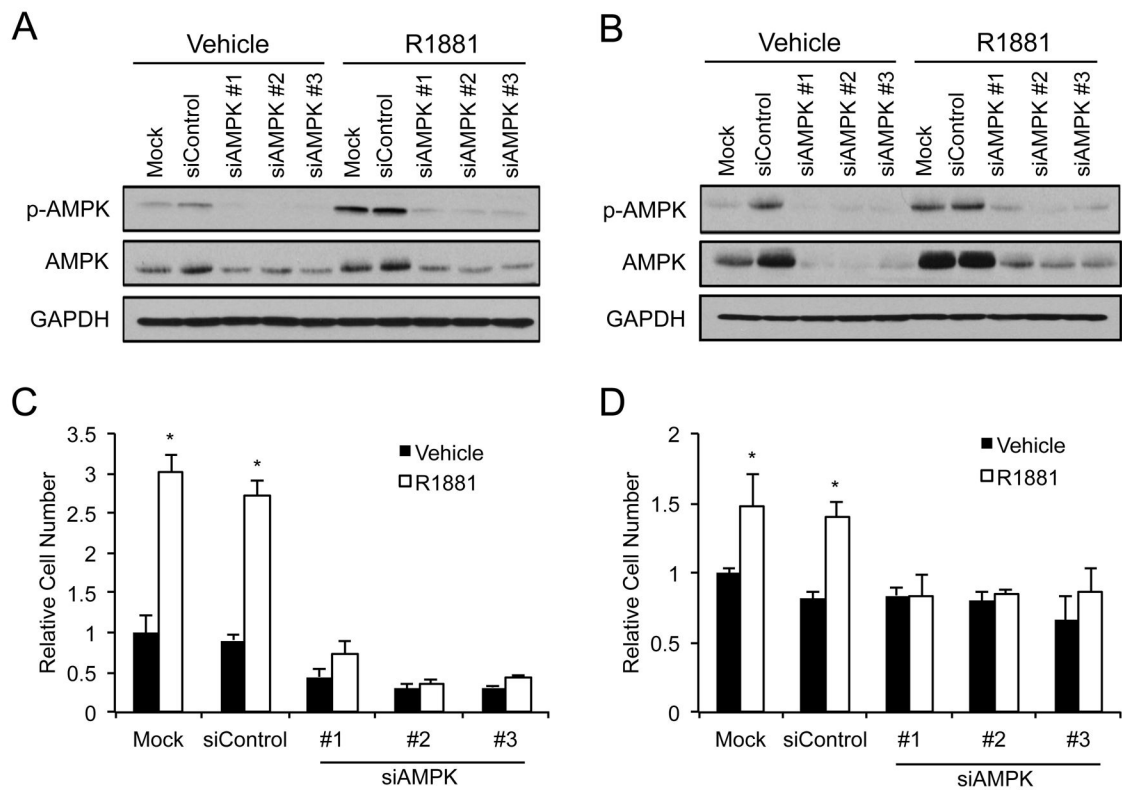 A
Vehicle R1881
Mock siControl siAMPK #1 siAMPK #2 siAMPK #3 Mock siControl siAMPK #1 siAMPK #2 siAMPK #3
p-AMPK
AMPK
GAPDH
B
Vehicle R1881
Mock siControl siAMPK #1 siAMPK #2 siAMPK #3 Mock siControl siAMPK #1 siAMPK #2 siAMPK #3
p-AMPK
AMPK
GAPDH
C
Relative Cell Number
3.5
3
2.5
2
1.5
1
0.5
0
* *
Vehicle
R1881
Mock siControl #1 #2 #3
siAMPK
D
Relative Cell Number
2
1.5
1
0.5
0
* *
Vehicle
R1881
Mock siControl #1 #2 #3
siAMPK